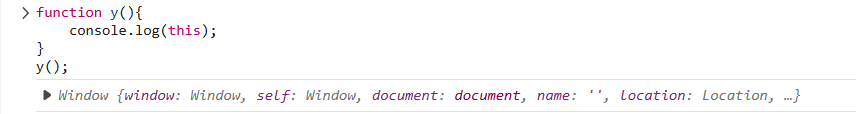 function y(){
    console.log(this);
}
y();
Window {window: Window, self: Window, document: document, name: '', location: Location, …}